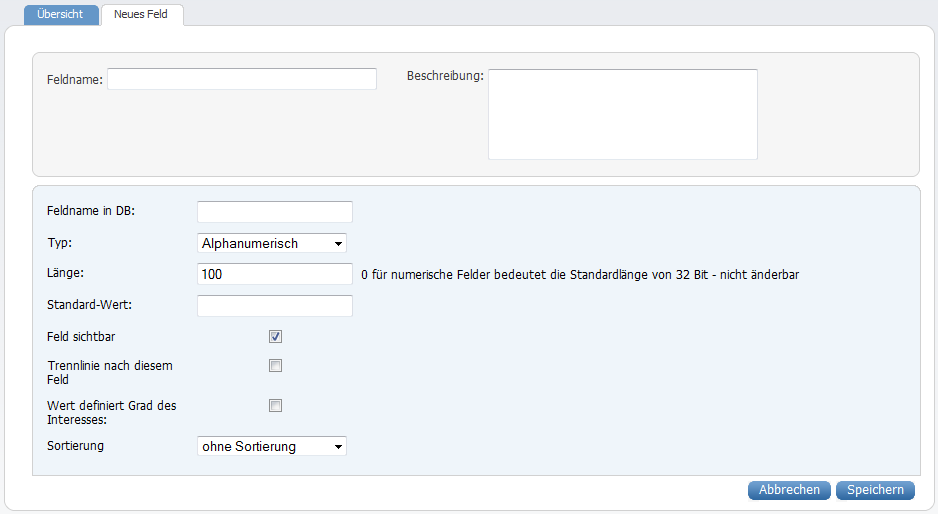 Übersicht Neues Feld
Feldname: Beschreibung:
Feldname in DB:
Typ: Alphanumerisch
Länge: 100 0 für numerische Felder bedeutet die Standardlänge von 32 Bit - nicht änderbar
Standard-Wert:
Feld sichtbar
Trennlinie nach diesem
Feld
Wert definiert Grad des
Interesses:
Sortierung ohne Sortierung
Abbrechen Speichern